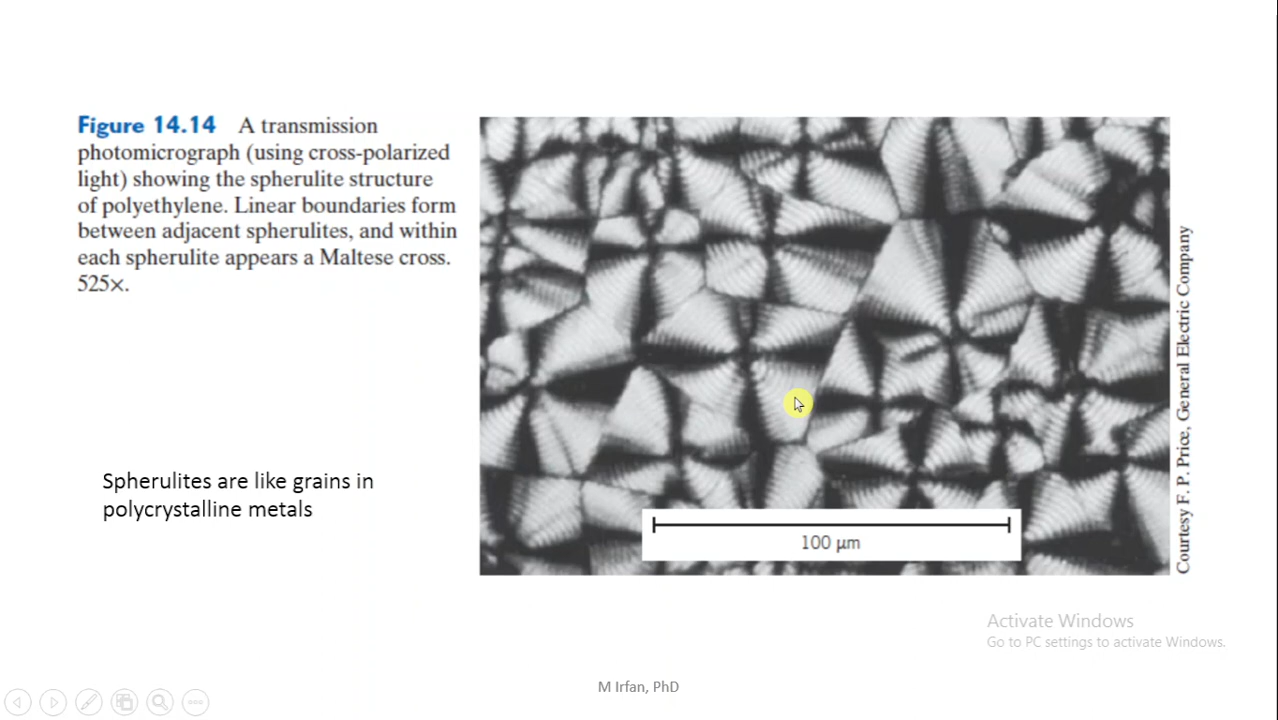 Figure 14.14 A transmission
photomicrograph (using cross-polarized
light) showing the spherulite structure
of polyethylene. Linear boundaries form
between adjacent spherulites, and within
each spherulite appears a Maltese cross.
525×.
Spherulites are like grains in
polycrystalline metals
100 μm
Courtesy F. P. Price, General Electric Company
Activate Windows
Go to PC settings to activate Windows.
M Irfan, PhD